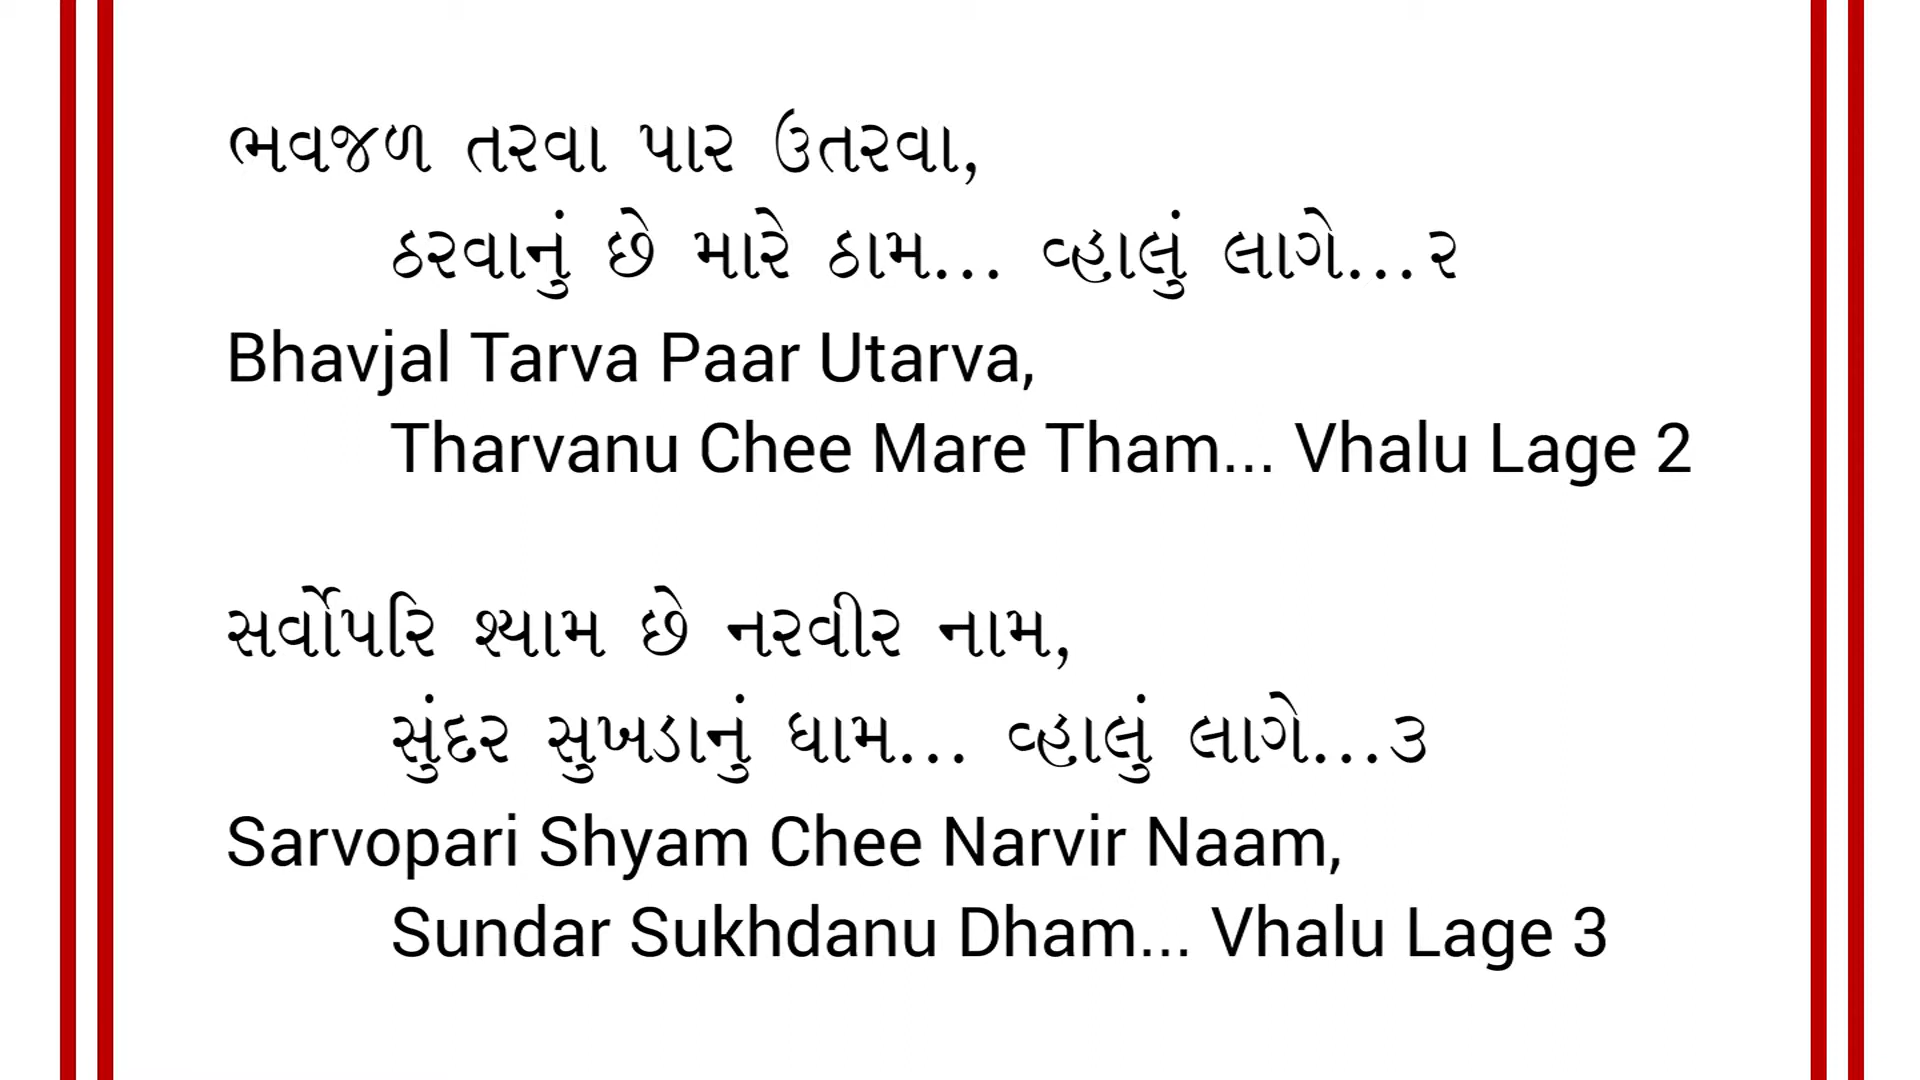 ભવજળ તરવા પાર ઉતરવા,
ઠરવાનું છે મારે ઠામ... વ્હાલું લાગે...૨
Bhavjal Tarva Paar Utarva,
Tharvanu Chee Mare Tham... Vhalu Lage 2
સર્વોપરિ શ્યામ છે નરવીર નામ,
સુંદર સુખડાનું ધામ... વ્હાલું લાગે...૩
Sarvopari Shyam Chee Narvir Naam,
Sundar Sukhdanu Dham... Vhalu Lage 3